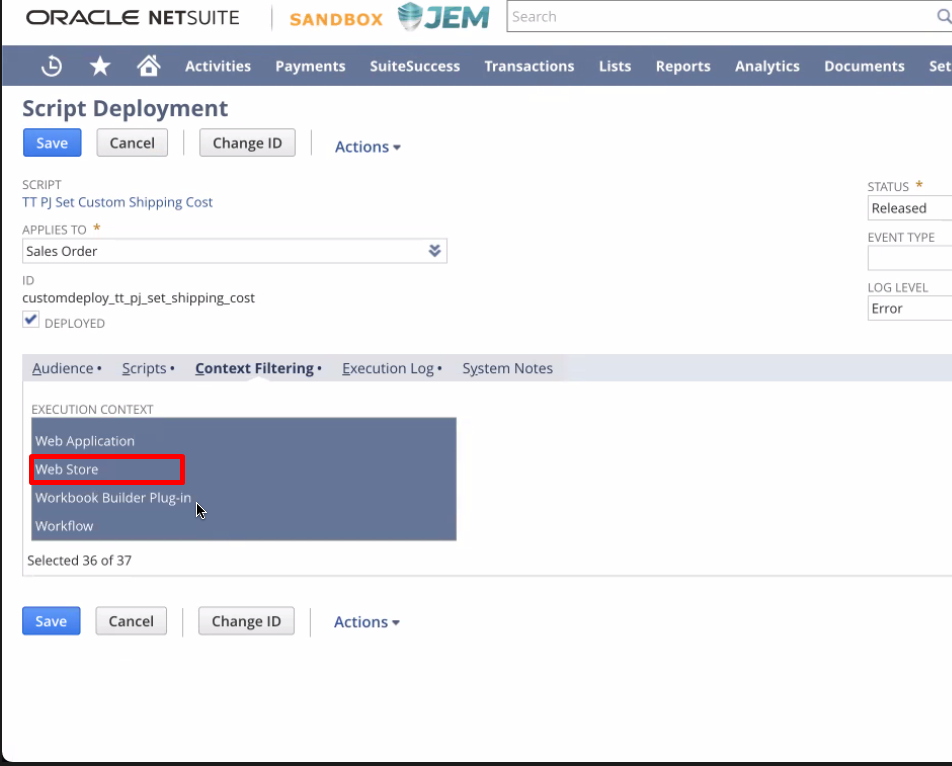 ORACLE NETSUITE SANDBOX JEM Search
Activities Payments SuiteSuccess Transactions Lists Reports Analytics Documents Set
Script Deployment
Save Cancel Change ID Actions
SCRIPT
TT PJ Set Custom Shipping Cost
APPLIES TO *
Sales Order
ID
customdeploy_tt_pj_set_shipping_cost
DEPLOYED
STATUS *
Released
EVENT TYPE
LOG LEVEL
Error
Audience • Scripts • Context Filtering • Execution Log • System Notes
EXECUTION CONTEXT
Web Application
Web Store
Workbook Builder Plug-in
Workflow
Selected 36 of 37
Save Cancel Change ID Actions